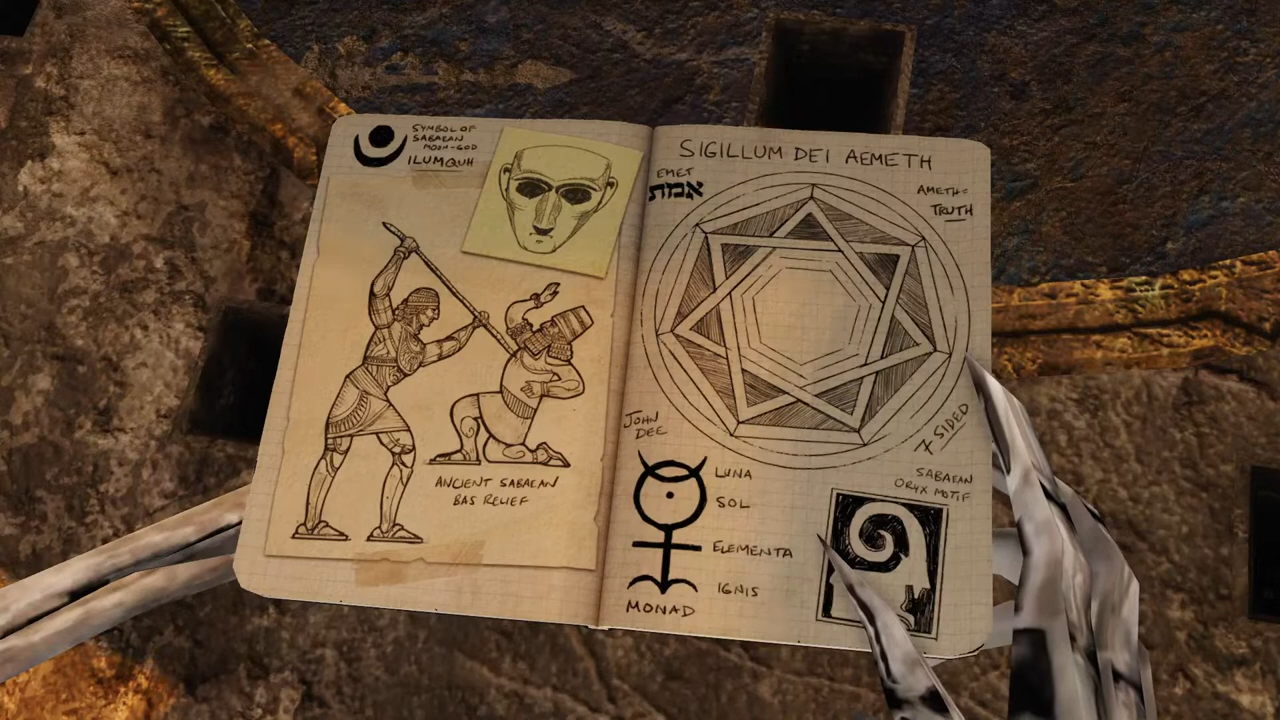 SYMBOL OF
SABAEAN
MOON-GOD
ILUMQUH
ANCIENT SABAEAN
BAS RELIEF
SIGILLUM DEI AEMETH
EMET
אמת
AMETH=
TRUTH
7 SIDED
JOHN
DEE
LUNA
SOL
ELEMENTA
IGNIS
MONAD
SABAEAN
ORYX MOTIF